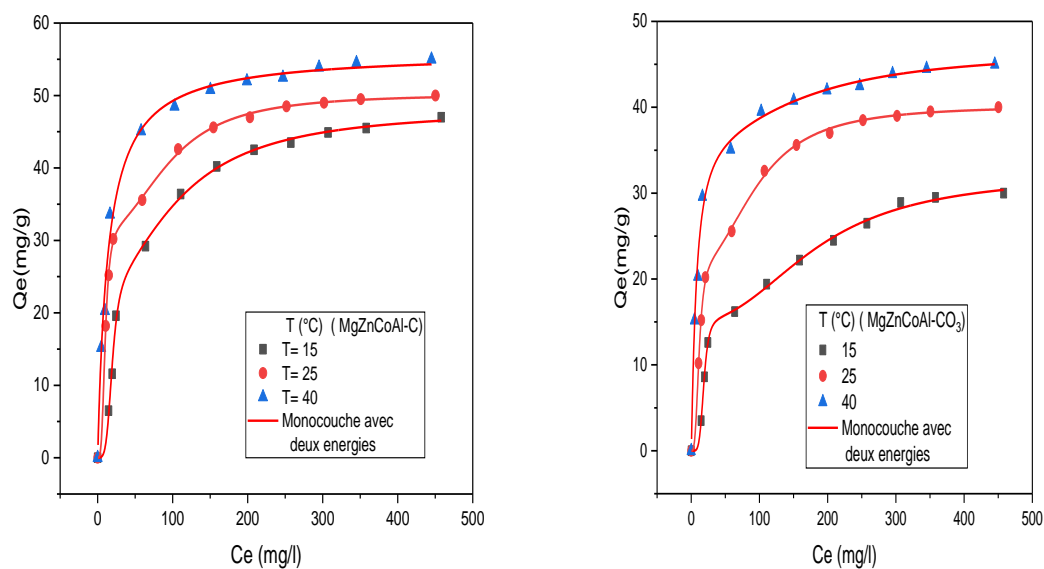 60
50
40
30
20
10
0
Qe(mg/g)
T (°C) ( MgZnCoAl-C)
T= 15
T= 25
T= 40
Monocouche avec
deux energies
0 100 200 300 400 500
Ce (mg/l)
50
40
30
20
10
0
Qe(mg/g)
T (°C) ( MgZnCoAl-CO₃)
15
25
40
Monocouche avec
deux energies
0 100 200 300 400 500
Ce (mg/l)